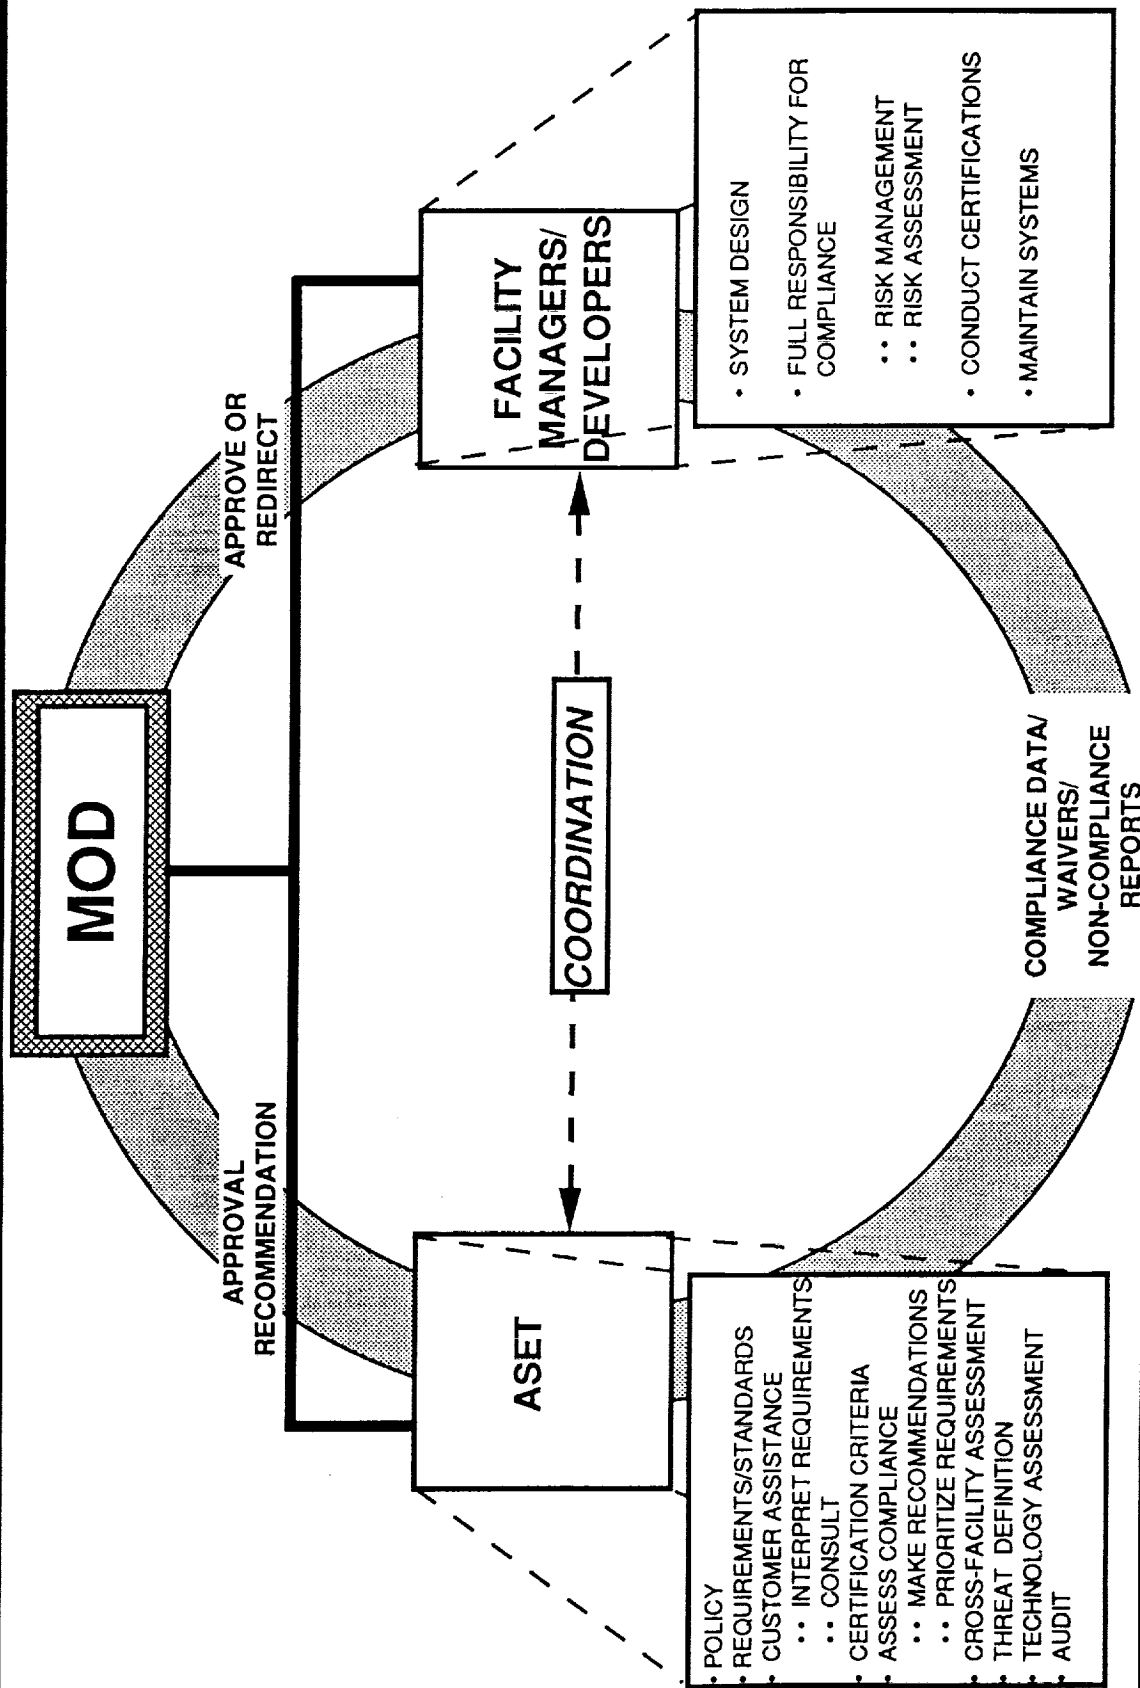 MOD
APPROVAL
RECOMMENDATION
APPROVE OR
REDIRECT
ASET
COORDINATION
FACILITY
MANAGERS/
DEVELOPERS
• POLICY
• REQUIREMENTS/STANDARDS
• CUSTOMER ASSISTANCE
•• INTERPRET REQUIREMENTS
•• CONSULT
• CERTIFICATION CRITERIA
• ASSESS COMPLIANCE
•• MAKE RECOMMENDATIONS
•• PRIORITIZE REQUIREMENTS
• CROSS-FACILITY ASSESSMENT
• THREAT DEFINITION
• TECHNOLOGY ASSESSMENT
• AUDIT
• SYSTEM DESIGN
• FULL RESPONSIBILITY FOR
COMPLIANCE
•• RISK MANAGEMENT
•• RISK ASSESSMENT
• CONDUCT CERTIFICATIONS
• MAINTAIN SYSTEMS
COMPLIANCE DATA/
WAIVERS/
NON-COMPLIANCE
REPORTS